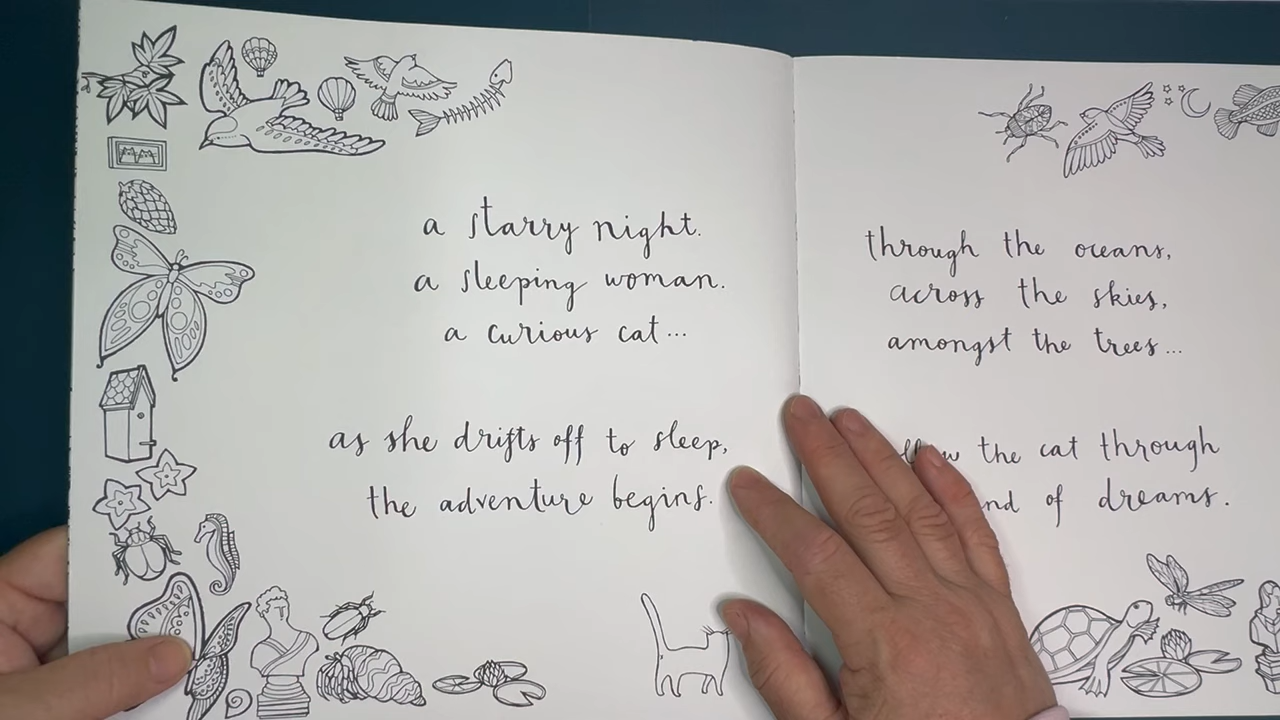 a starry night.
a sleeping woman.
a curious cat...
as she drifts off to sleep,
the adventure begins.
through the oceans,
across the skies,
amongst the trees...
the cat through
of dreams.